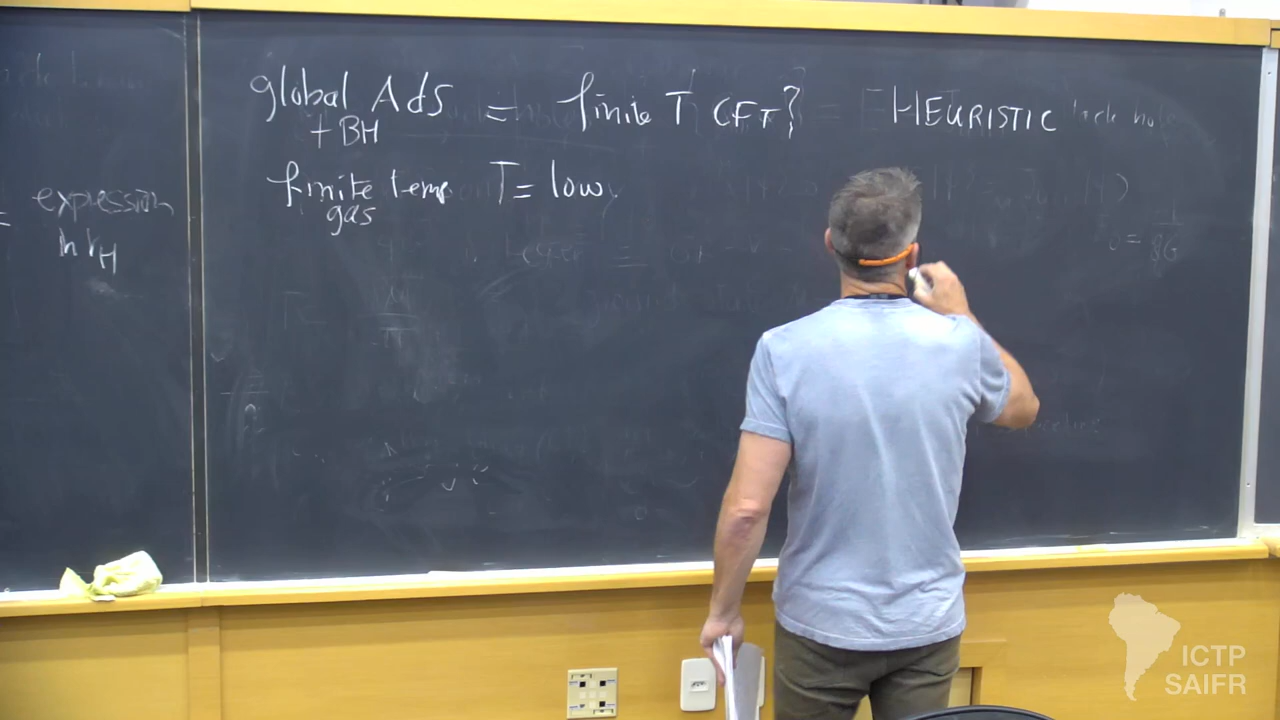 global AdS = finite T CFT} HEURISTIC
+ BH
finite temp T = low
gas
= expression
in r_H
ICTP
SAIFR